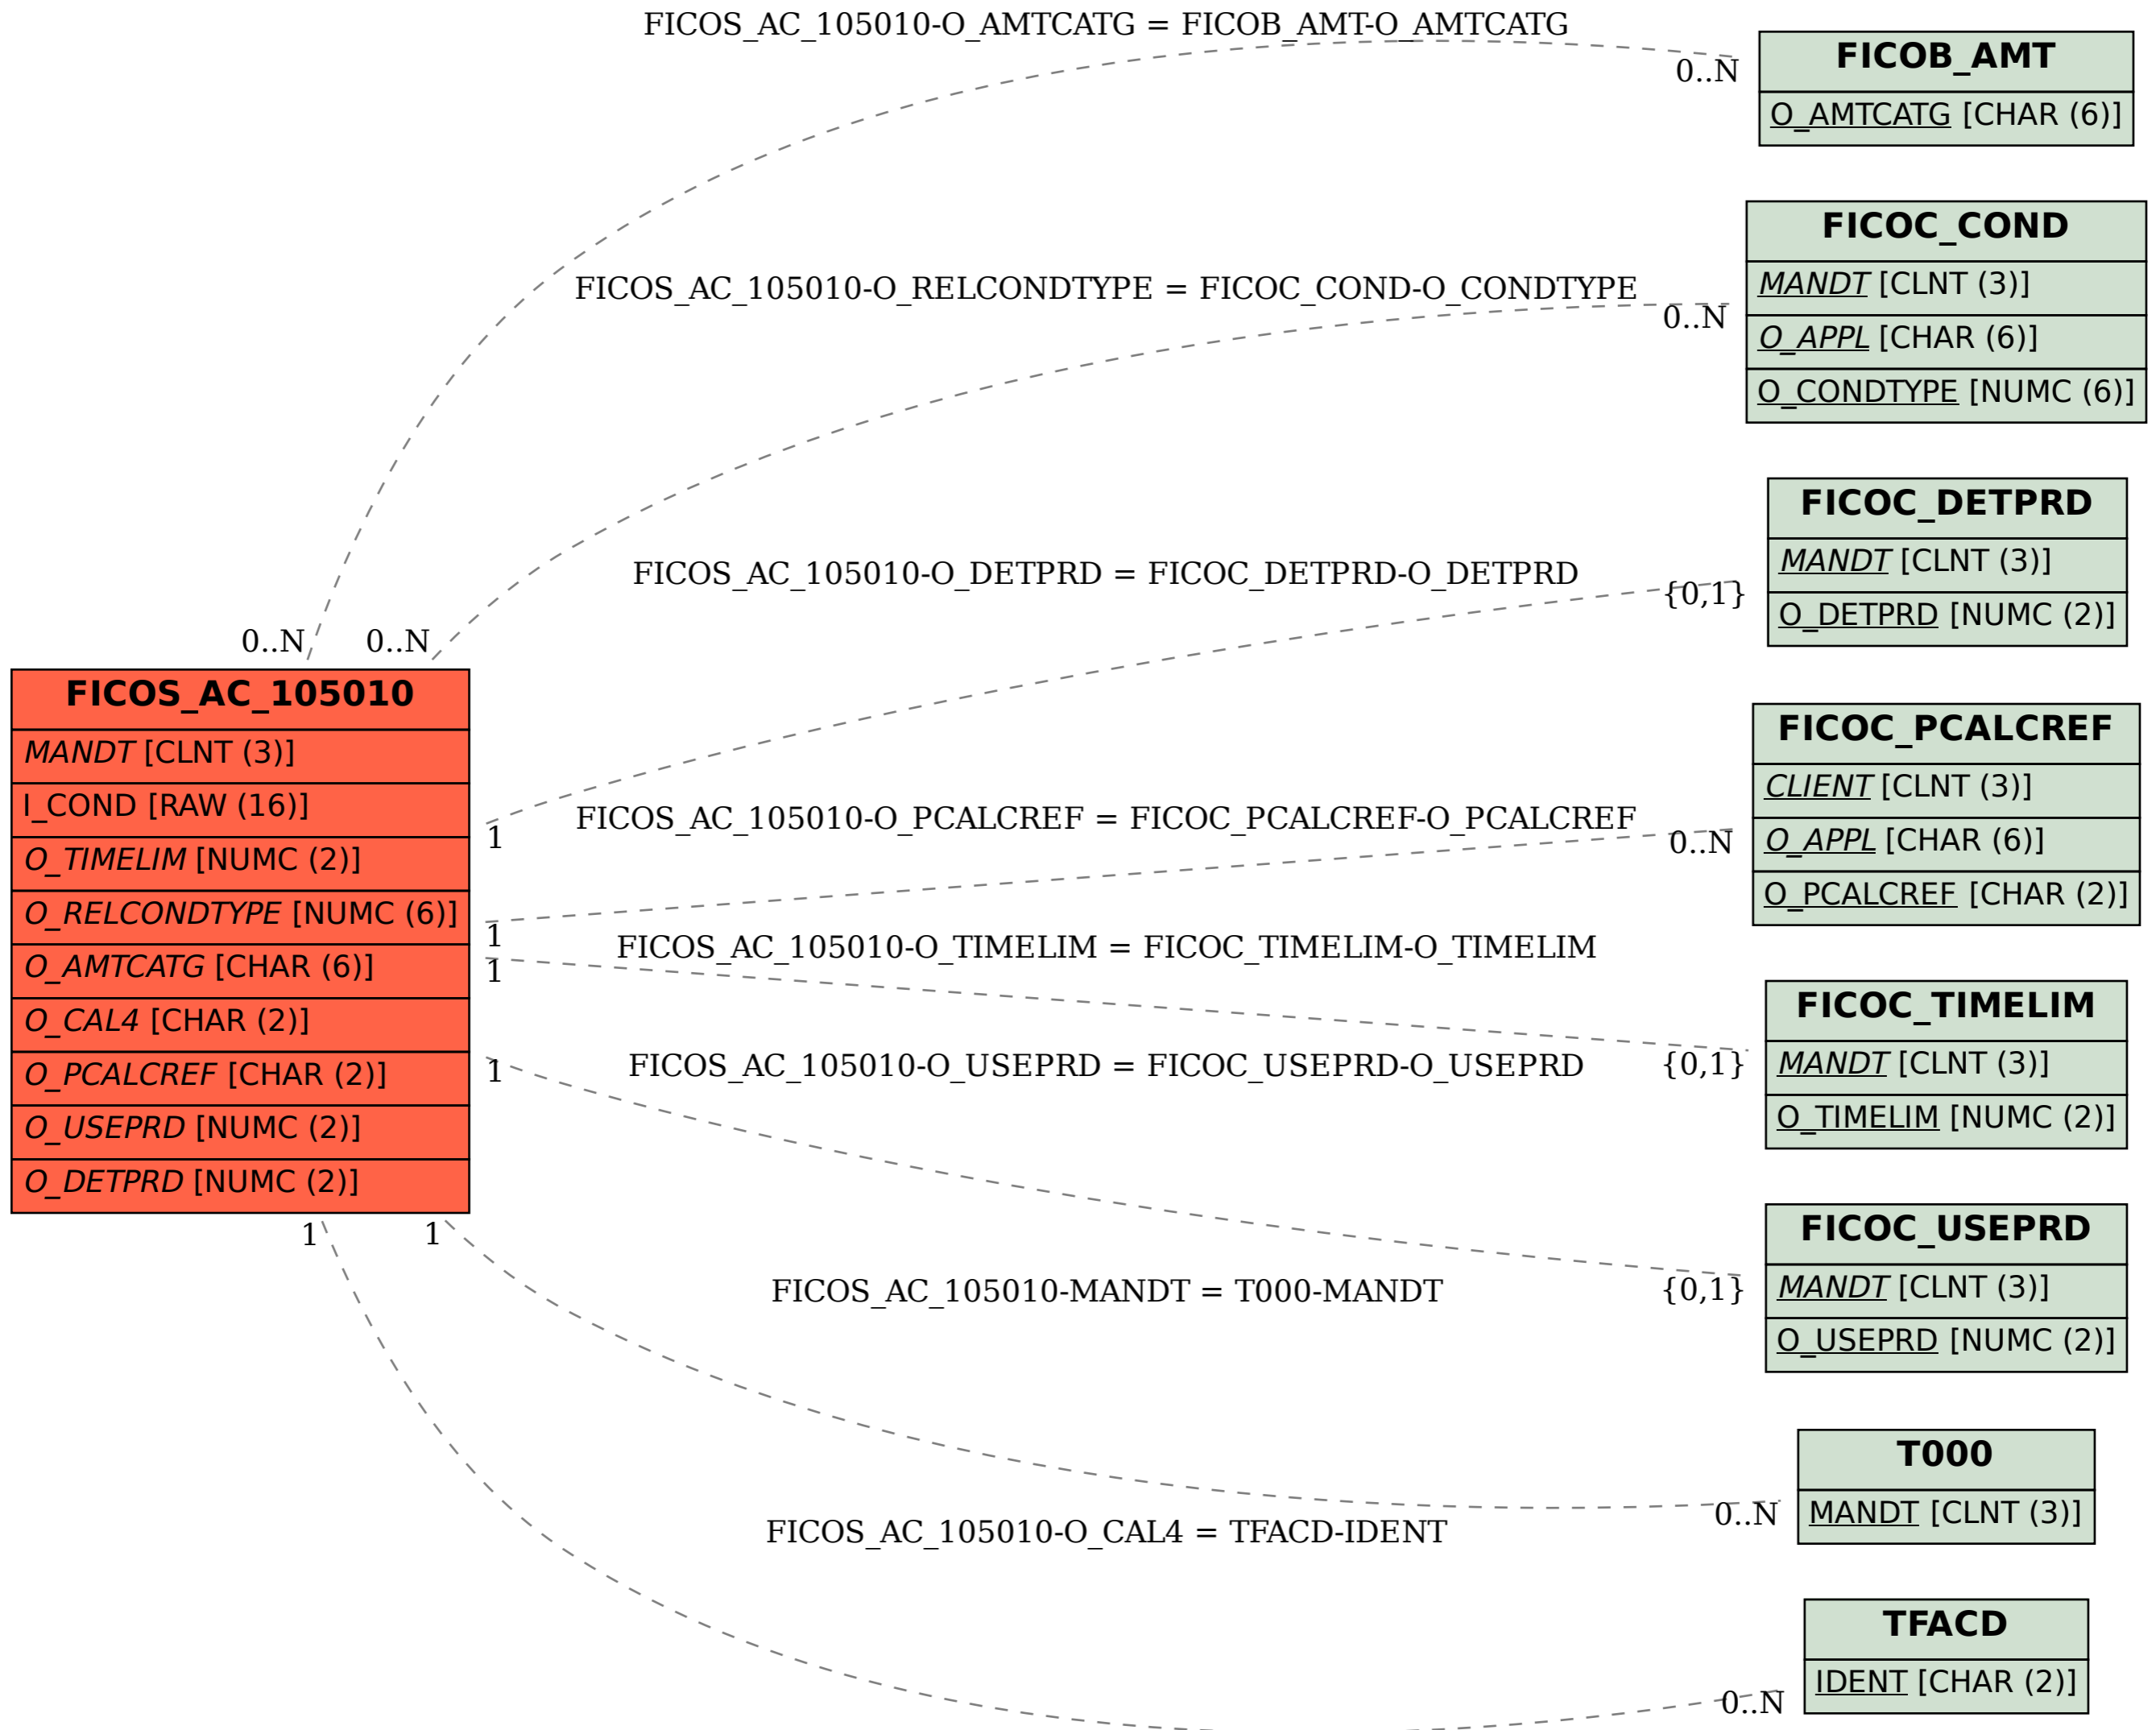 FICOS_AC_105010-O_AMTCATG = FICOB_AMT-O_AMTCATG
0..N
0..N
FICOB_AMT
O_AMTCATG [CHAR (6)]
FICOS_AC_105010-O_RELCONDTYPE = FICOC_COND-O_CONDTYPE
0..N
0..N
FICOC_COND
MANDT [CLNT (3)]
O_APPL [CHAR (6)]
O_CONDTYPE [NUMC (6)]
FICOS_AC_105010-O_DETPRD = FICOC_DETPRD-O_DETPRD
{0,1}
1
FICOC_DETPRD
MANDT [CLNT (3)]
O_DETPRD [NUMC (2)]
FICOS_AC_105010
MANDT [CLNT (3)]
I_COND [RAW (16)]
O_TIMELIM [NUMC (2)]
O_RELCONDTYPE [NUMC (6)]
O_AMTCATG [CHAR (6)]
O_CAL4 [CHAR (2)]
O_PCALCREF [CHAR (2)]
O_USEPRD [NUMC (2)]
O_DETPRD [NUMC (2)]
FICOS_AC_105010-O_PCALCREF = FICOC_PCALCREF-O_PCALCREF
0..N
1
FICOC_PCALCREF
CLIENT [CLNT (3)]
O_APPL [CHAR (6)]
O_PCALCREF [CHAR (2)]
FICOS_AC_105010-O_TIMELIM = FICOC_TIMELIM-O_TIMELIM
1
{0,1}
FICOC_TIMELIM
MANDT [CLNT (3)]
O_TIMELIM [NUMC (2)]
FICOS_AC_105010-O_USEPRD = FICOC_USEPRD-O_USEPRD
1
{0,1}
FICOC_USEPRD
MANDT [CLNT (3)]
O_USEPRD [NUMC (2)]
FICOS_AC_105010-MANDT = T000-MANDT
1
0..N
T000
MANDT [CLNT (3)]
FICOS_AC_105010-O_CAL4 = TFACD-IDENT
1
0..N
TFACD
IDENT [CHAR (2)]